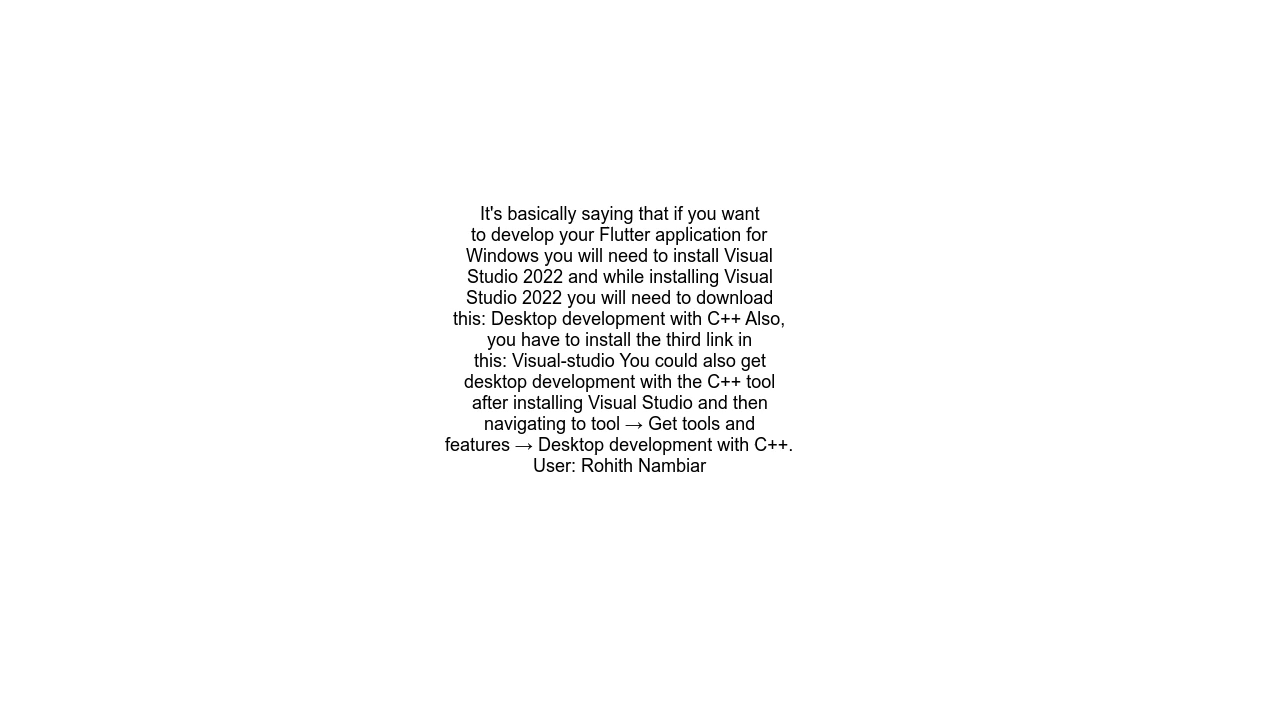 It's basically saying that if you want
to develop your Flutter application for
Windows you will need to install Visual
Studio 2022 and while installing Visual
Studio 2022 you will need to download
this: Desktop development with C++ Also,
you have to install the third link in
this: Visual-studio You could also get
desktop development with the C++ tool
after installing Visual Studio and then
navigating to tool → Get tools and
features → Desktop development with C++.
User: Rohith Nambiar